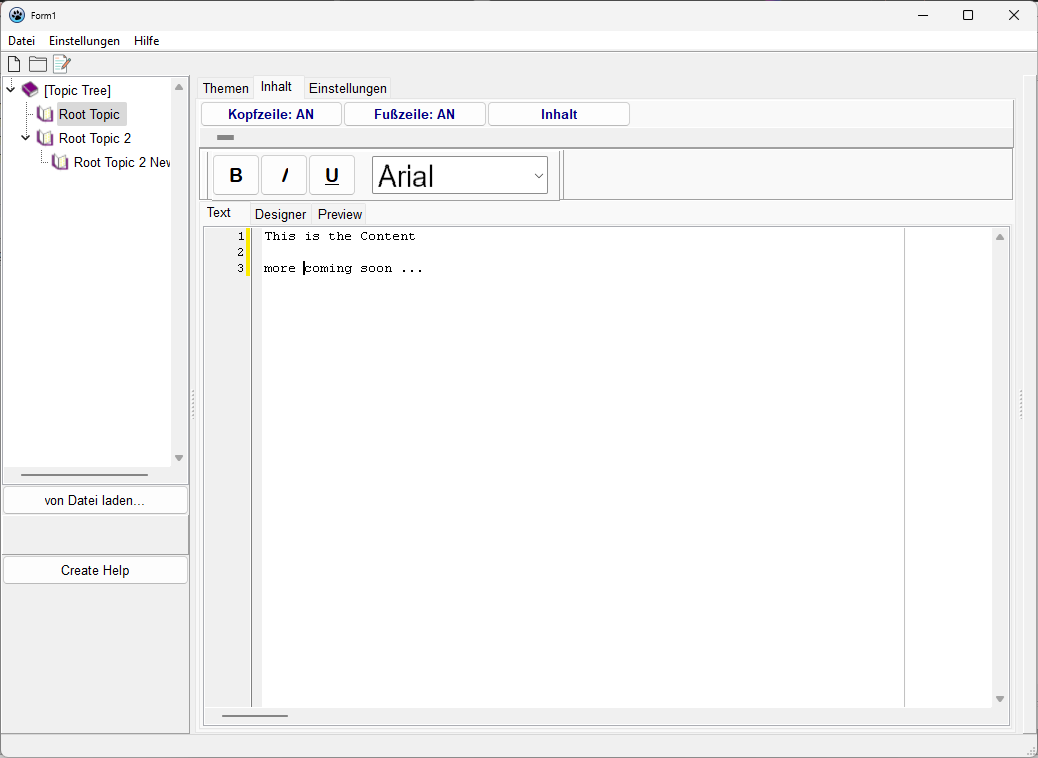 Form1
Datei Einstellungen Hilfe
[Topic Tree]
Root Topic
Root Topic 2
Root Topic 2 New
von Datei laden...
Create Help
Themen Inhalt Einstellungen
Kopfzeile: AN Fußzeile: AN Inhalt
B I U Arial
Text Designer Preview
1 This is the Content
2
3 more coming soon ...